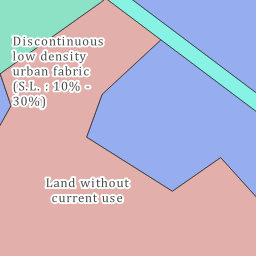 Discontinuous
low density
urban fabric
(S.L. : 10% -
30%)
Land without
current use